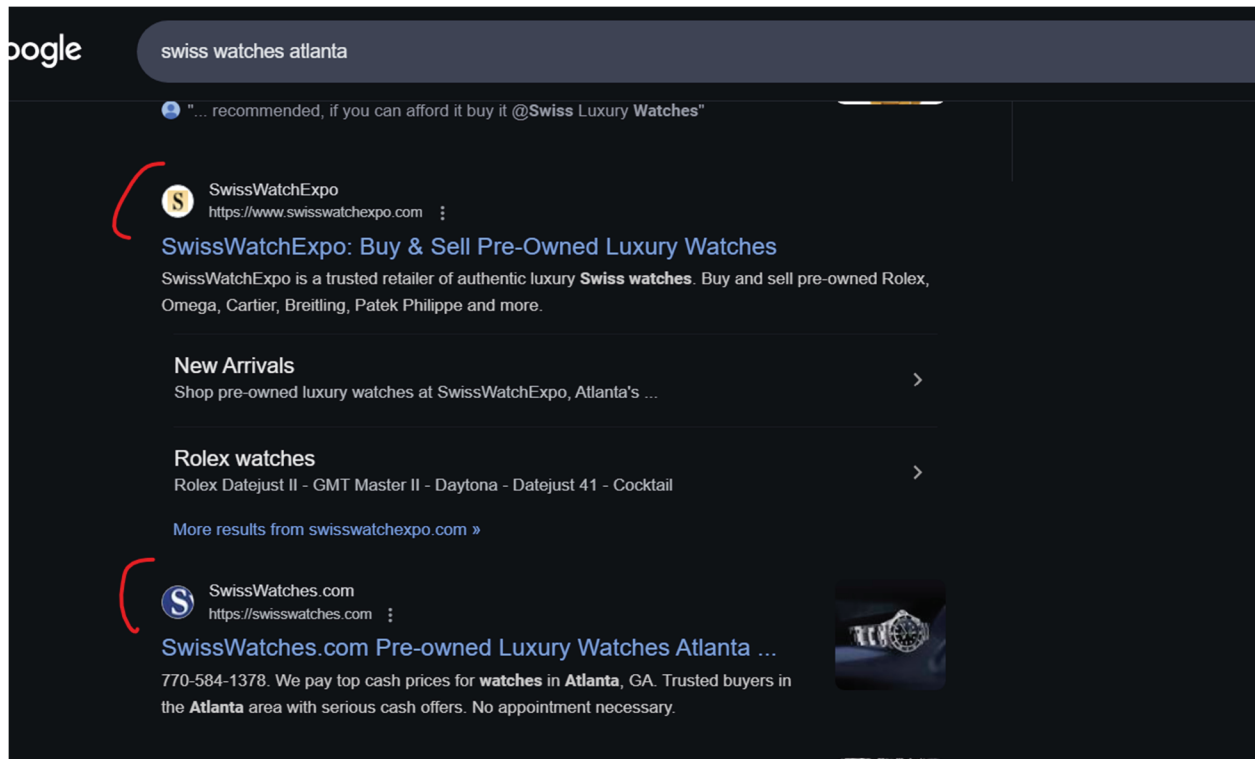 oogle
swiss watches atlanta
"... recommended, if you can afford it buy it @Swiss Luxury Watches"
S
SwissWatchExpo
https://www.swisswatchexpo.com
SwissWatchExpo: Buy & Sell Pre-Owned Luxury Watches
SwissWatchExpo is a trusted retailer of authentic luxury Swiss watches. Buy and sell pre-owned Rolex,
Omega, Cartier, Breitling, Patek Philippe and more.
New Arrivals
Shop pre-owned luxury watches at SwissWatchExpo, Atlanta's ...
Rolex watches
Rolex Datejust II - GMT Master II - Daytona - Datejust 41 - Cocktail
More results from swisswatchexpo.com »
S
SwissWatches.com
https://swisswatches.com
SwissWatches.com Pre-owned Luxury Watches Atlanta ...
770-584-1378. We pay top cash prices for watches in Atlanta, GA. Trusted buyers in
the Atlanta area with serious cash offers. No appointment necessary.